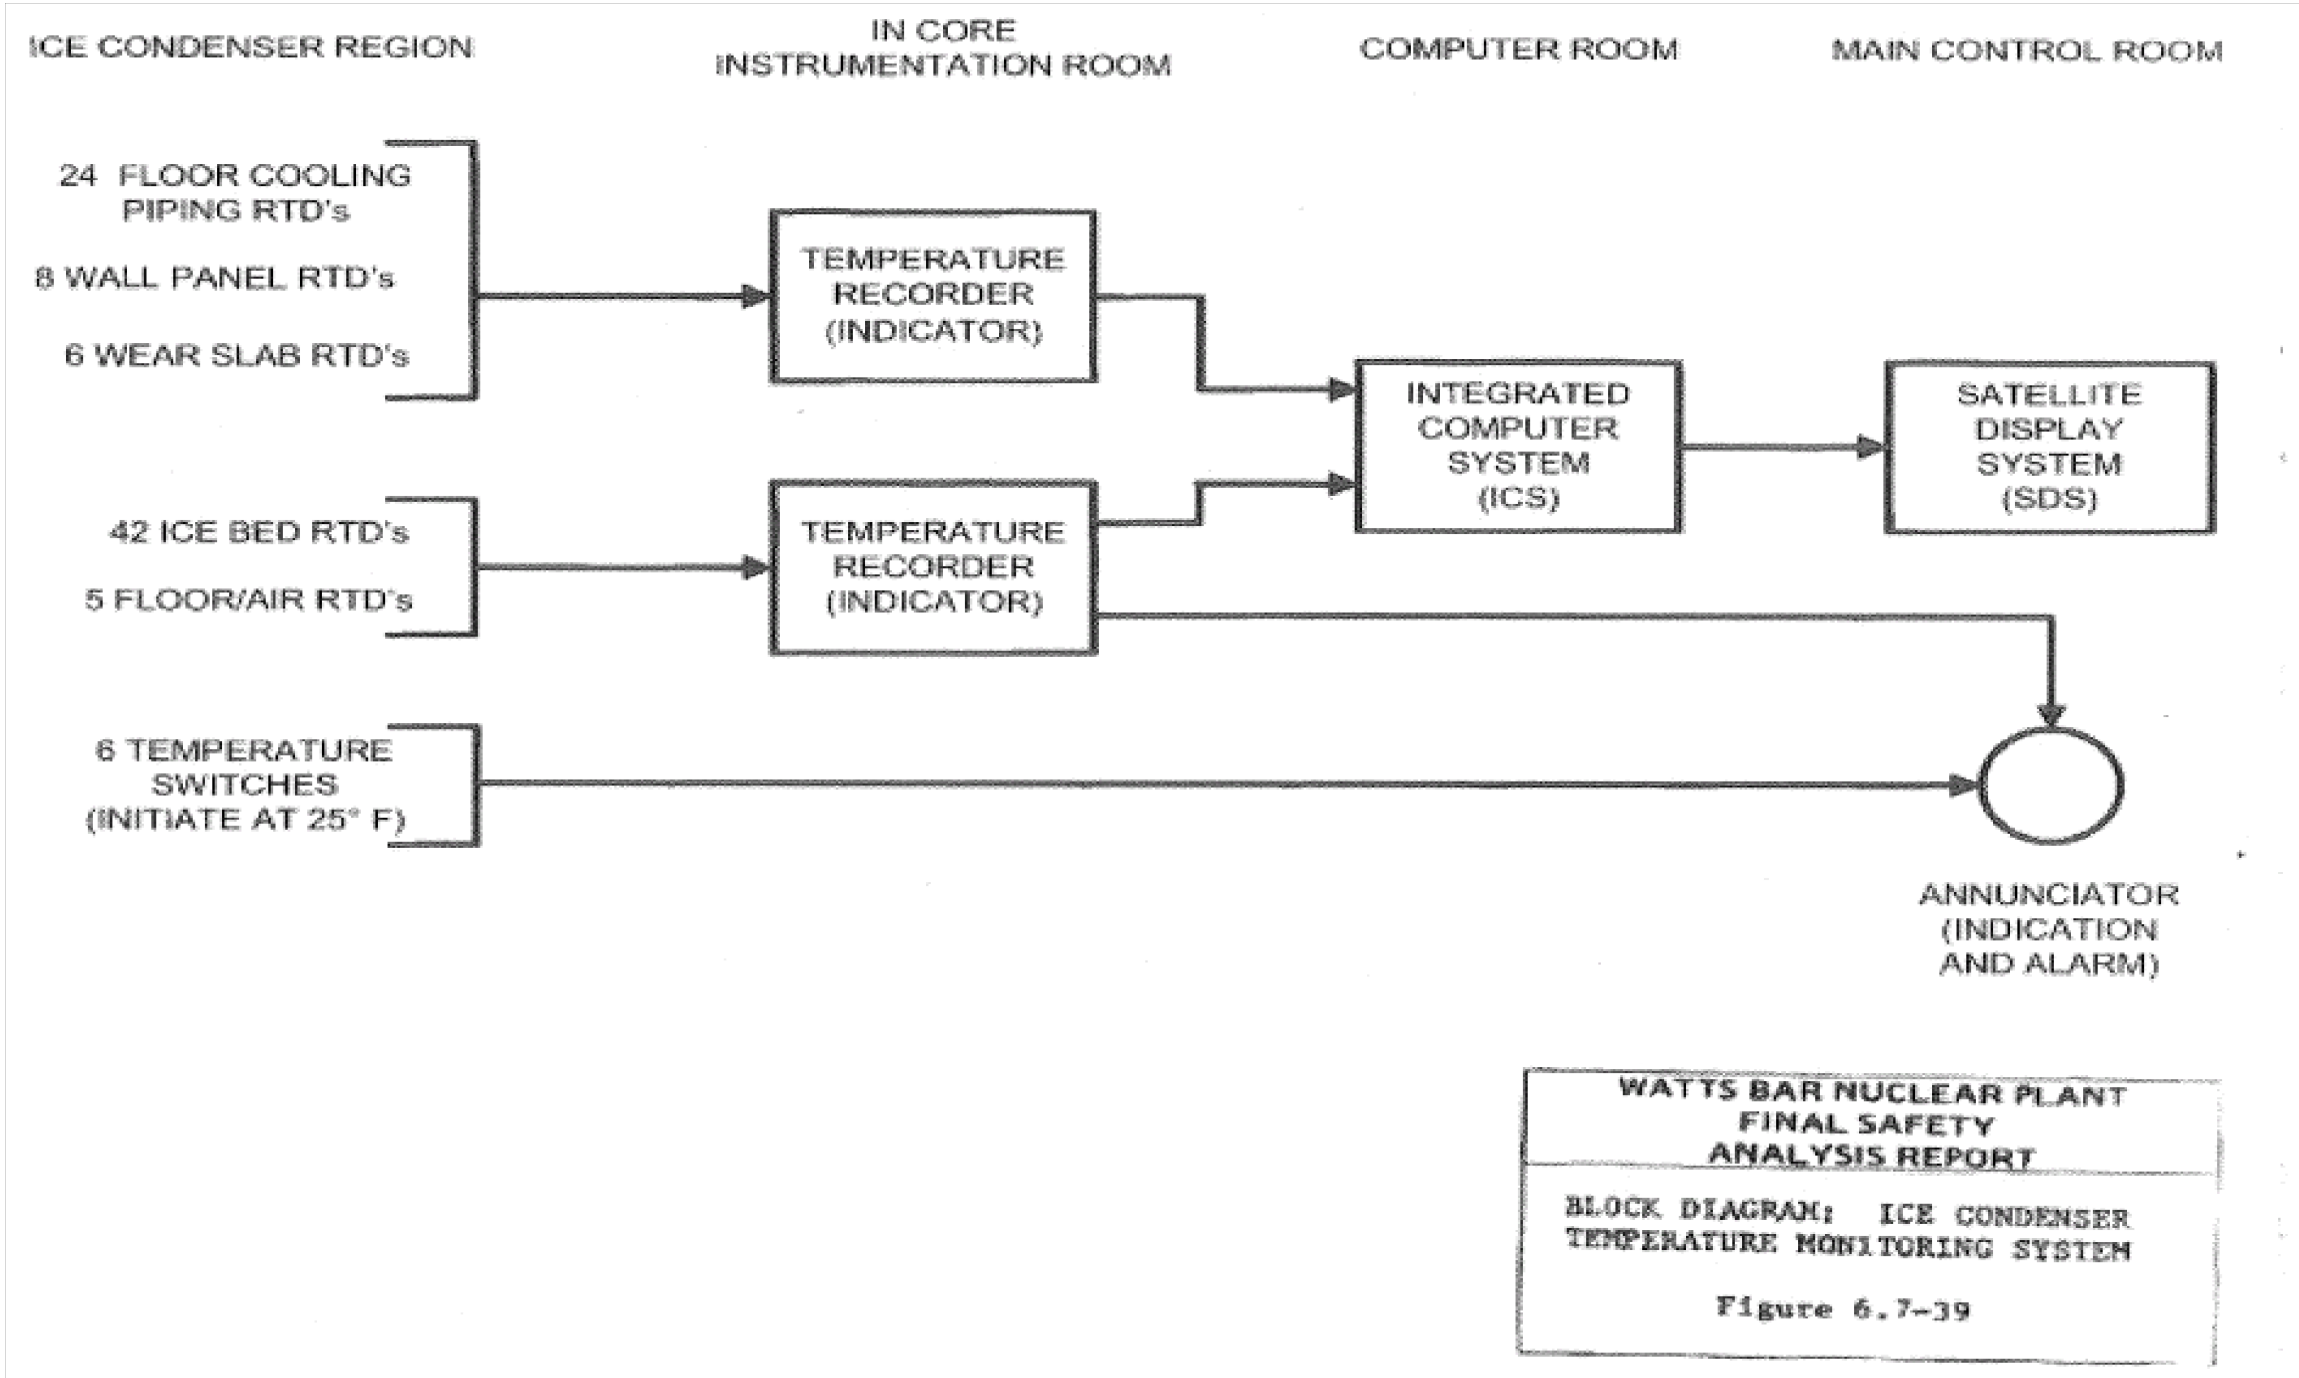 ICE CONDENSER REGION
IN CORE
INSTRUMENTATION ROOM
COMPUTER ROOM
MAIN CONTROL ROOM
24 FLOOR COOLING
PIPING RTD's
8 WALL PANEL RTD's
6 WEAR SLAB RTD's
TEMPERATURE
RECORDER
(INDICATOR)
INTEGRATED
COMPUTER
SYSTEM
(ICS)
SATELLITE
DISPLAY
SYSTEM
(SDS)
42 ICE BED RTD's
5 FLOOR/AIR RTD's
TEMPERATURE
RECORDER
(INDICATOR)
6 TEMPERATURE
SWITCHES
(INITIATE AT 25° F)
ANNUNCIATOR
(INDICATION
AND ALARM)
WATTS BAR NUCLEAR PLANT
FINAL SAFETY
ANALYSIS REPORT
BLOCK DIAGRAM: ICE CONDENSER
TEMPERATURE MONITORING SYSTEM
Figure 6.7-39